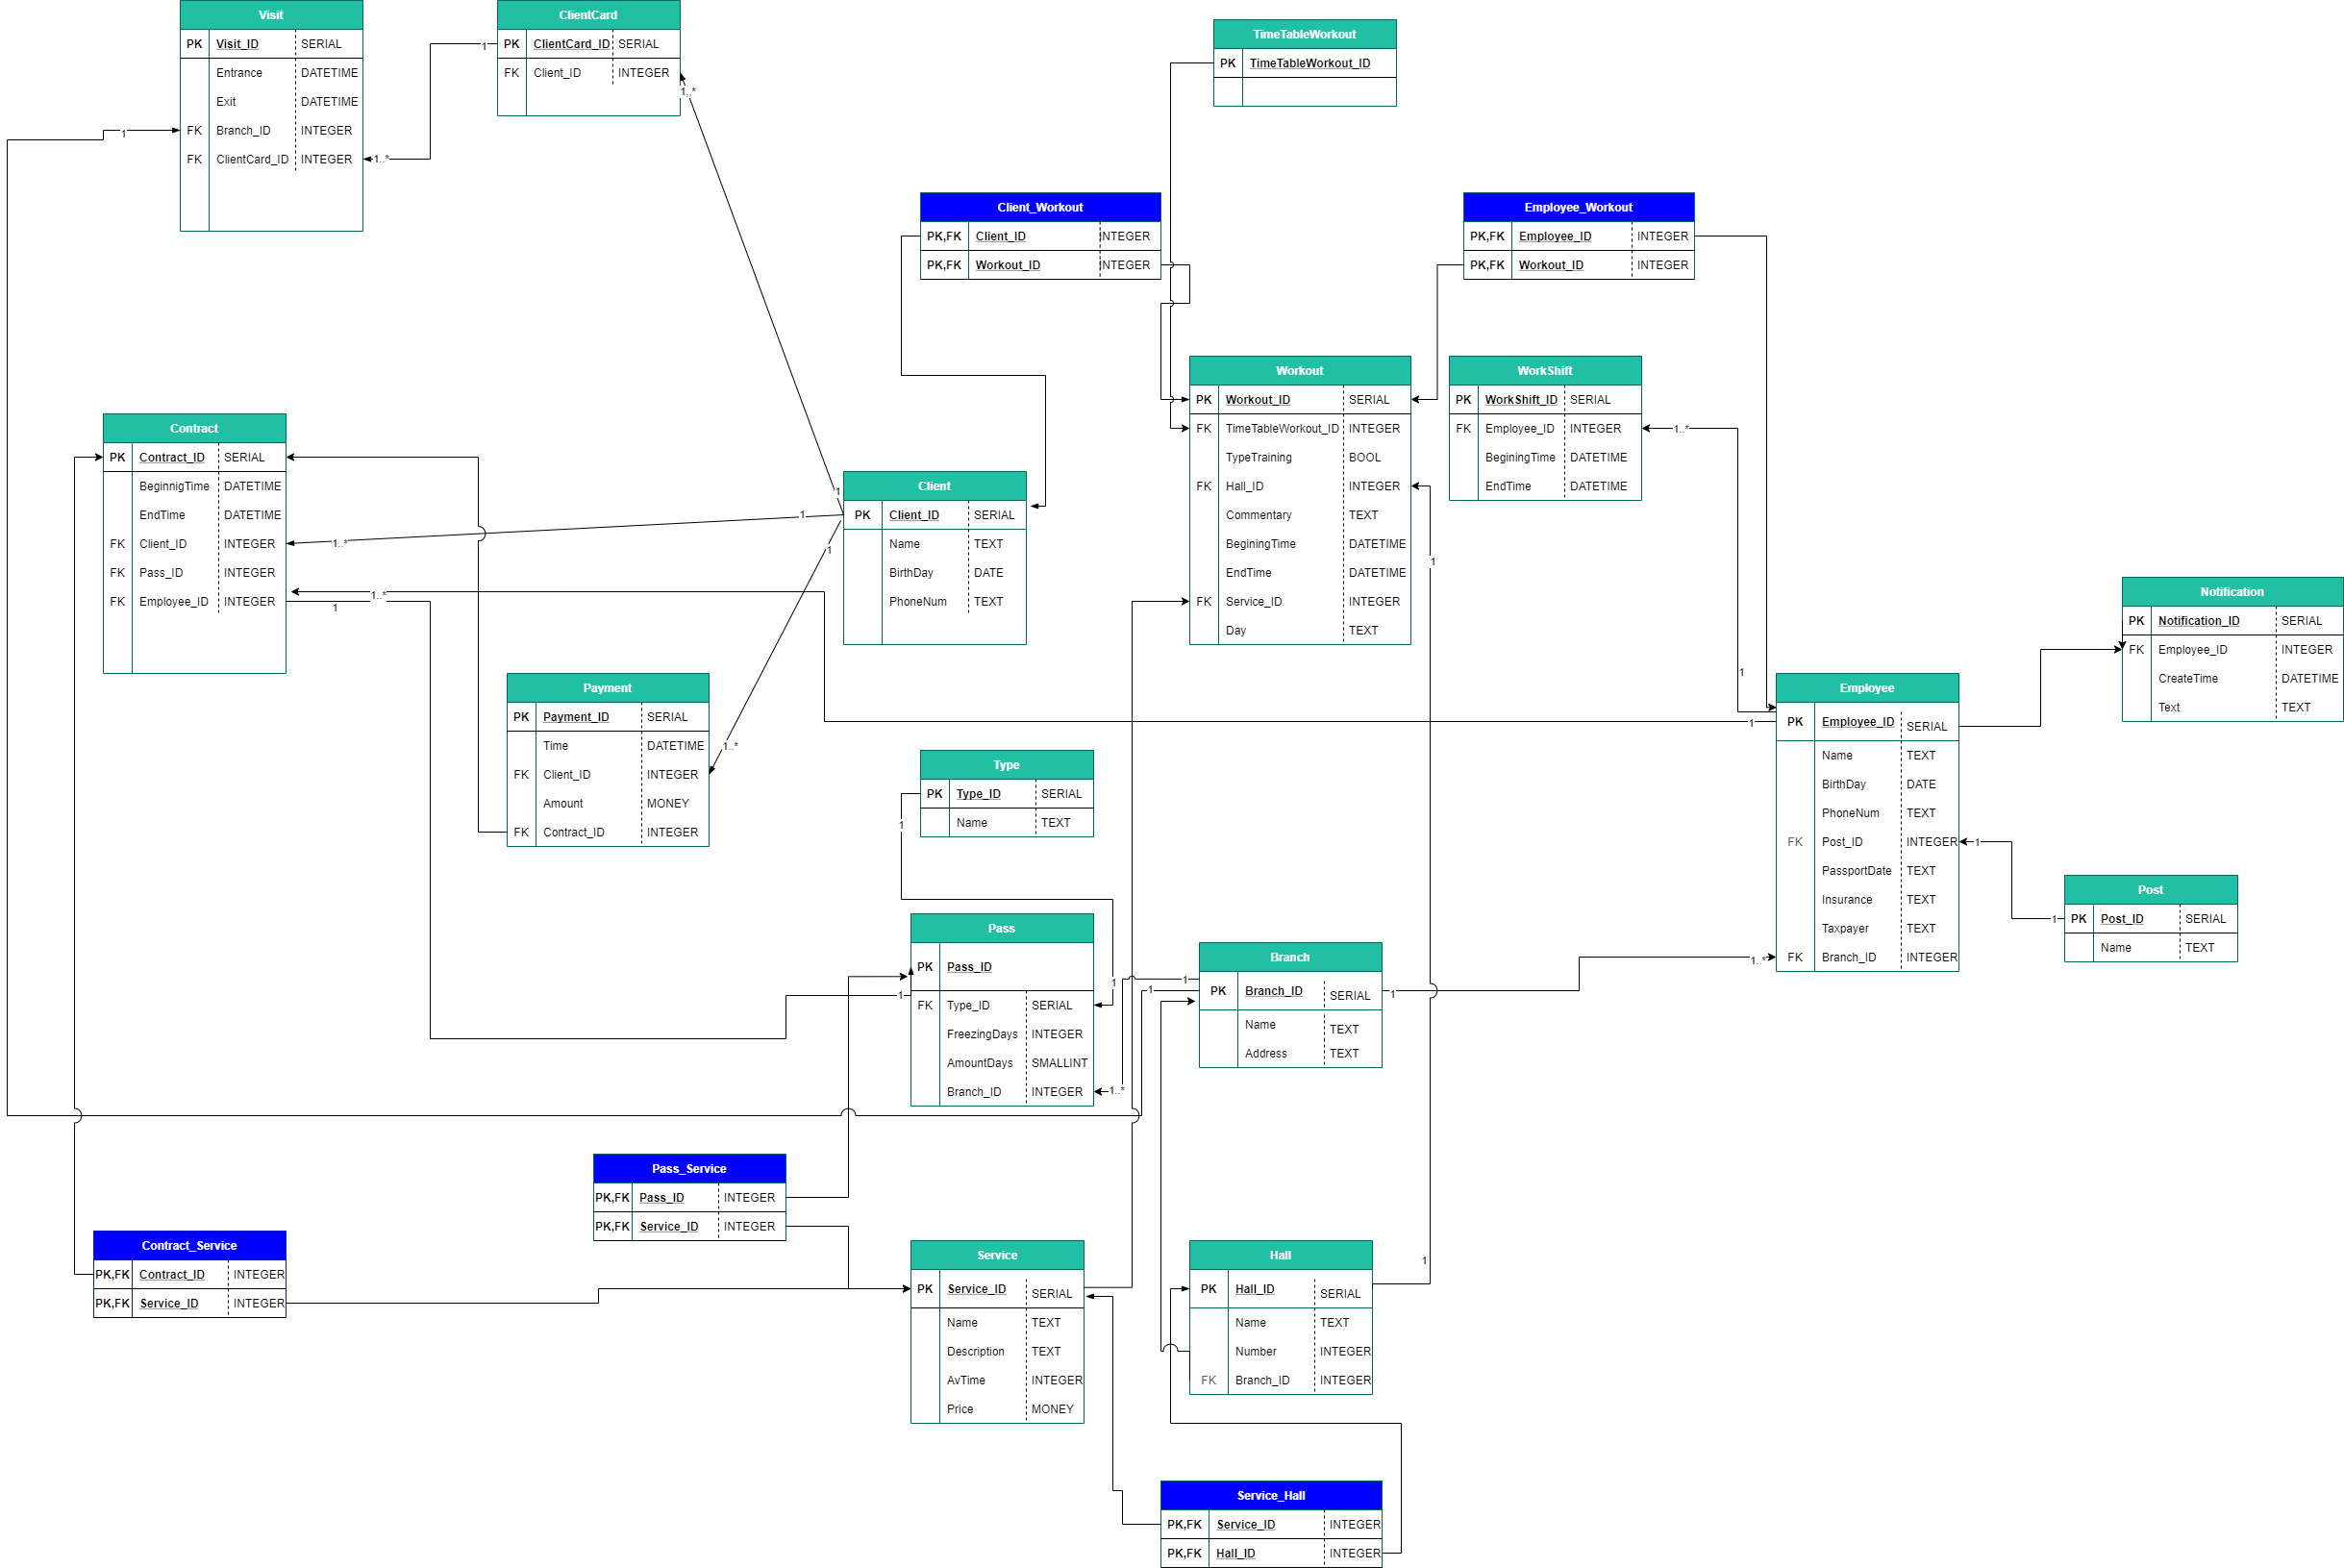 Visit
PK Visit_ID SERIAL
Entrance DATETIME
Exit DATETIME
FK Branch_ID INTEGER
FK ClientCard_ID INTEGER
1
1..*
1
ClientCard
PK ClientCard_ID SERIAL
FK Client_ID INTEGER
1,,*
TimeTableWorkout
PK TimeTableWorkout_ID
Client_Workout
PK,FK Client_ID INTEGER
PK,FK Workout_ID INTEGER
Employee_Workout
PK,FK Employee_ID INTEGER
PK,FK Workout_ID INTEGER
Workout
PK Workout_ID SERIAL
FK TimeTableWorkout_ID INTEGER
TypeTraining BOOL
FK Hall_ID INTEGER
Commentary TEXT
BeginingTime DATETIME
EndTime DATETIME
FK Service_ID INTEGER
Day TEXT
1
WorkShift
PK WorkShift_ID SERIAL
FK Employee_ID INTEGER
BeginingTime DATETIME
EndTime DATETIME
1..*
Contract
PK Contract_ID SERIAL
BeginnigTime DATETIME
EndTime DATETIME
FK Client_ID INTEGER
FK Pass_ID INTEGER
FK Employee_ID INTEGER
1..*
1..*
1
Client
PK Client_ID SERIAL
Name TEXT
BirthDay DATE
PhoneNum TEXT
1
1
1
Notification
PK Notification_ID SERIAL
FK Employee_ID INTEGER
CreateTime DATETIME
Text TEXT
Payment
PK Payment_ID SERIAL
Time DATETIME
FK Client_ID INTEGER
Amount MONEY
FK Contract_ID INTEGER
1..*
Employee
PK Employee_ID SERIAL
Name TEXT
BirthDay DATE
PhoneNum TEXT
FK Post_ID INTEGER
PassportDate TEXT
Insurance TEXT
Taxpayer TEXT
FK Branch_ID INTEGER
1
1
1
1..*
Type
PK Type_ID SERIAL
Name TEXT
1
Post
PK Post_ID SERIAL
Name TEXT
1
Pass
PK Pass_ID
FK Type_ID SERIAL
FreezingDays INTEGER
AmountDays SMALLINT
Branch_ID INTEGER
1
1
1..*
Branch
PK Branch_ID SERIAL
Name TEXT
Address TEXT
1
1
1
Pass_Service
PK,FK Pass_ID INTEGER
PK,FK Service_ID INTEGER
Contract_Service
PK,FK Contract_ID INTEGER
PK,FK Service_ID INTEGER
Service
PK Service_ID SERIAL
Name TEXT
Description TEXT
AvTime INTEGER
Price MONEY
Hall
PK Hall_ID SERIAL
Name TEXT
Number INTEGER
FK Branch_ID INTEGER
1
Service_Hall
PK,FK Service_ID INTEGER
PK,FK Hall_ID INTEGER